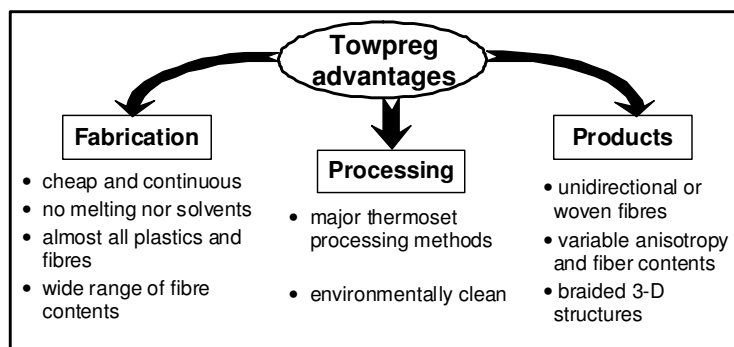 Towpreg
advantages
Fabrication
• cheap and continuous
• no melting nor solvents
• almost all plastics and
fibres
• wide range of fibre
contents
Processing
• major thermoset
processing methods
• environmentally clean
Products
• unidirectional or
woven fibres
• variable anisotropy
and fiber contents
• braided 3-D
structures